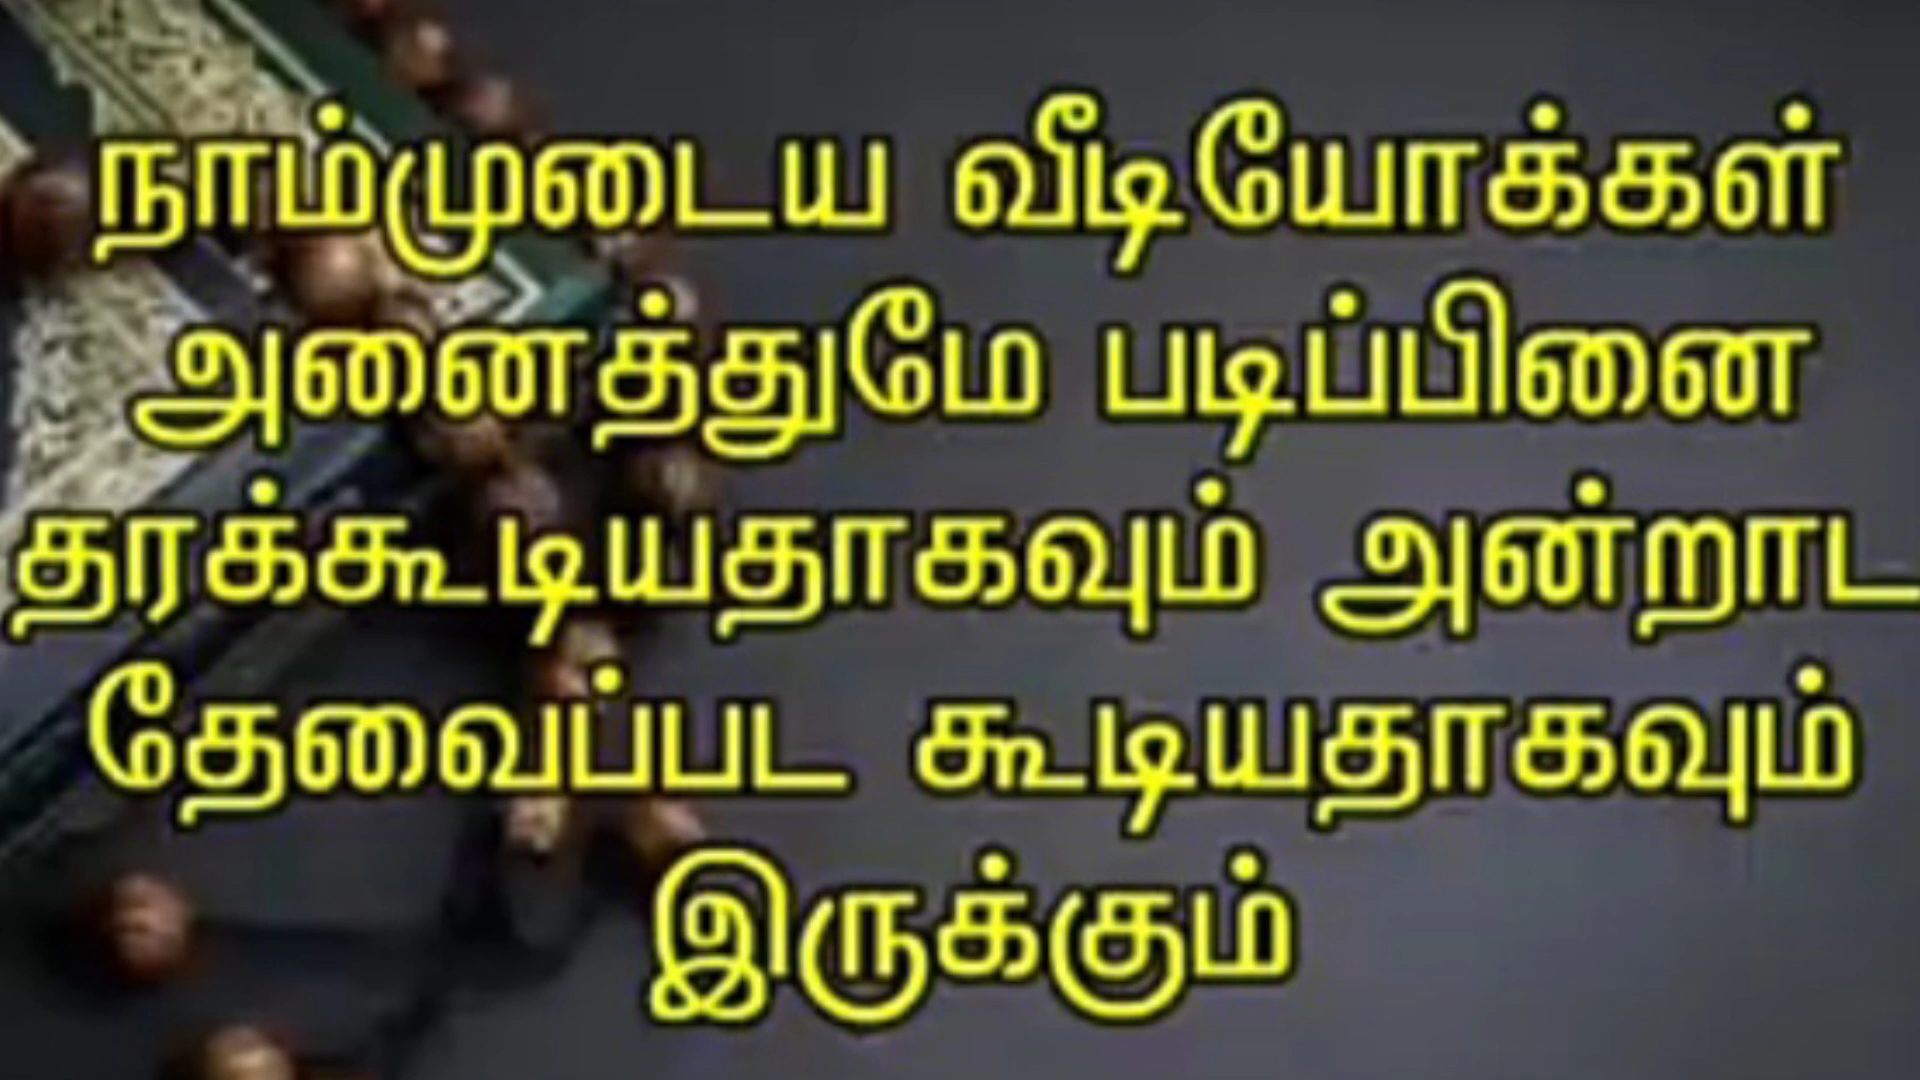 நாம்முடைய வீடியோக்கள்
அனைத்துமே படிப்பினை
தரக்கூடியதாகவும் அன்றாட
தேவைப்பட கூடியதாகவும்
இருக்கும்